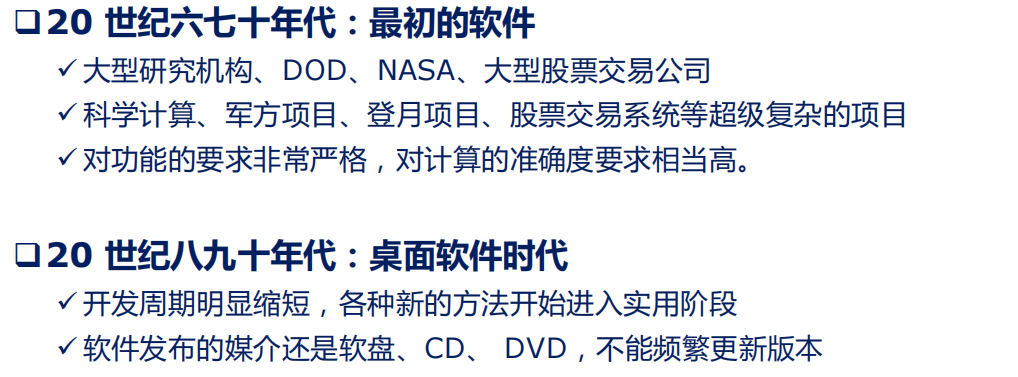 ❑20 世纪六七十年代：最初的软件
✓大型研究机构、DOD、NASA、大型股票交易公司
✓科学计算、军方项目、登月项目、股票交易系统等超级复杂的项目
✓对功能的要求非常严格，对计算的准确度要求相当高。
❑20 世纪八九十年代：桌面软件时代
✓开发周期明显缩短，各种新的方法开始进入实用阶段
✓软件发布的媒介还是软盘、CD、 DVD，不能频繁更新版本